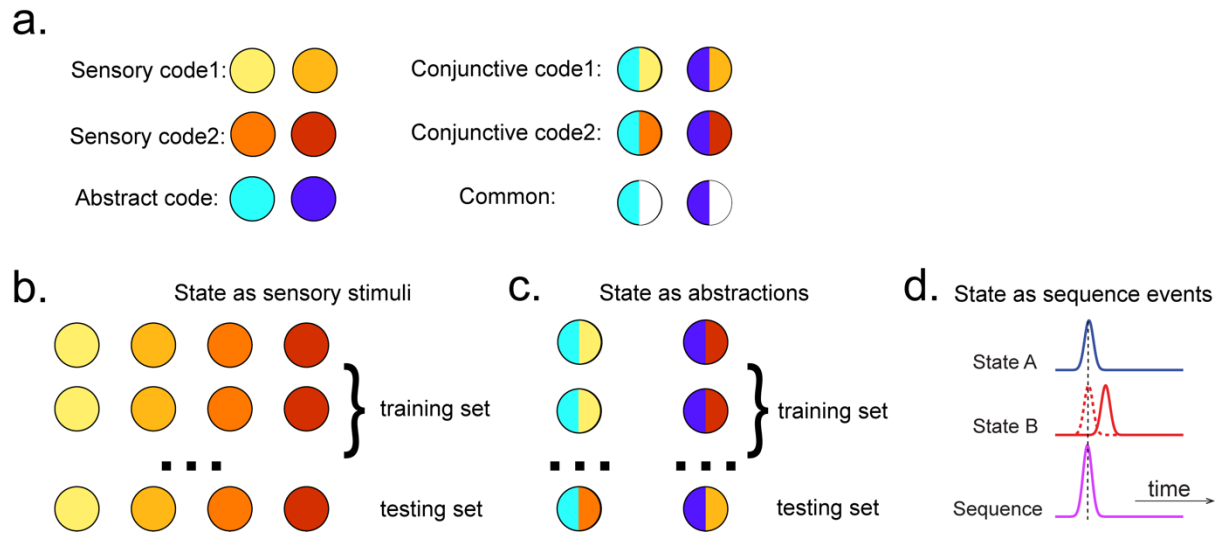 a.
Sensory code1:
Sensory code2:
Abstract code:
Conjunctive code1:
Conjunctive code2:
Common:
b.
State as sensory stimuli
training set
testing set
c.
State as abstractions
training set
testing set
d.
State as sequence events
State A
State B
Sequence
time